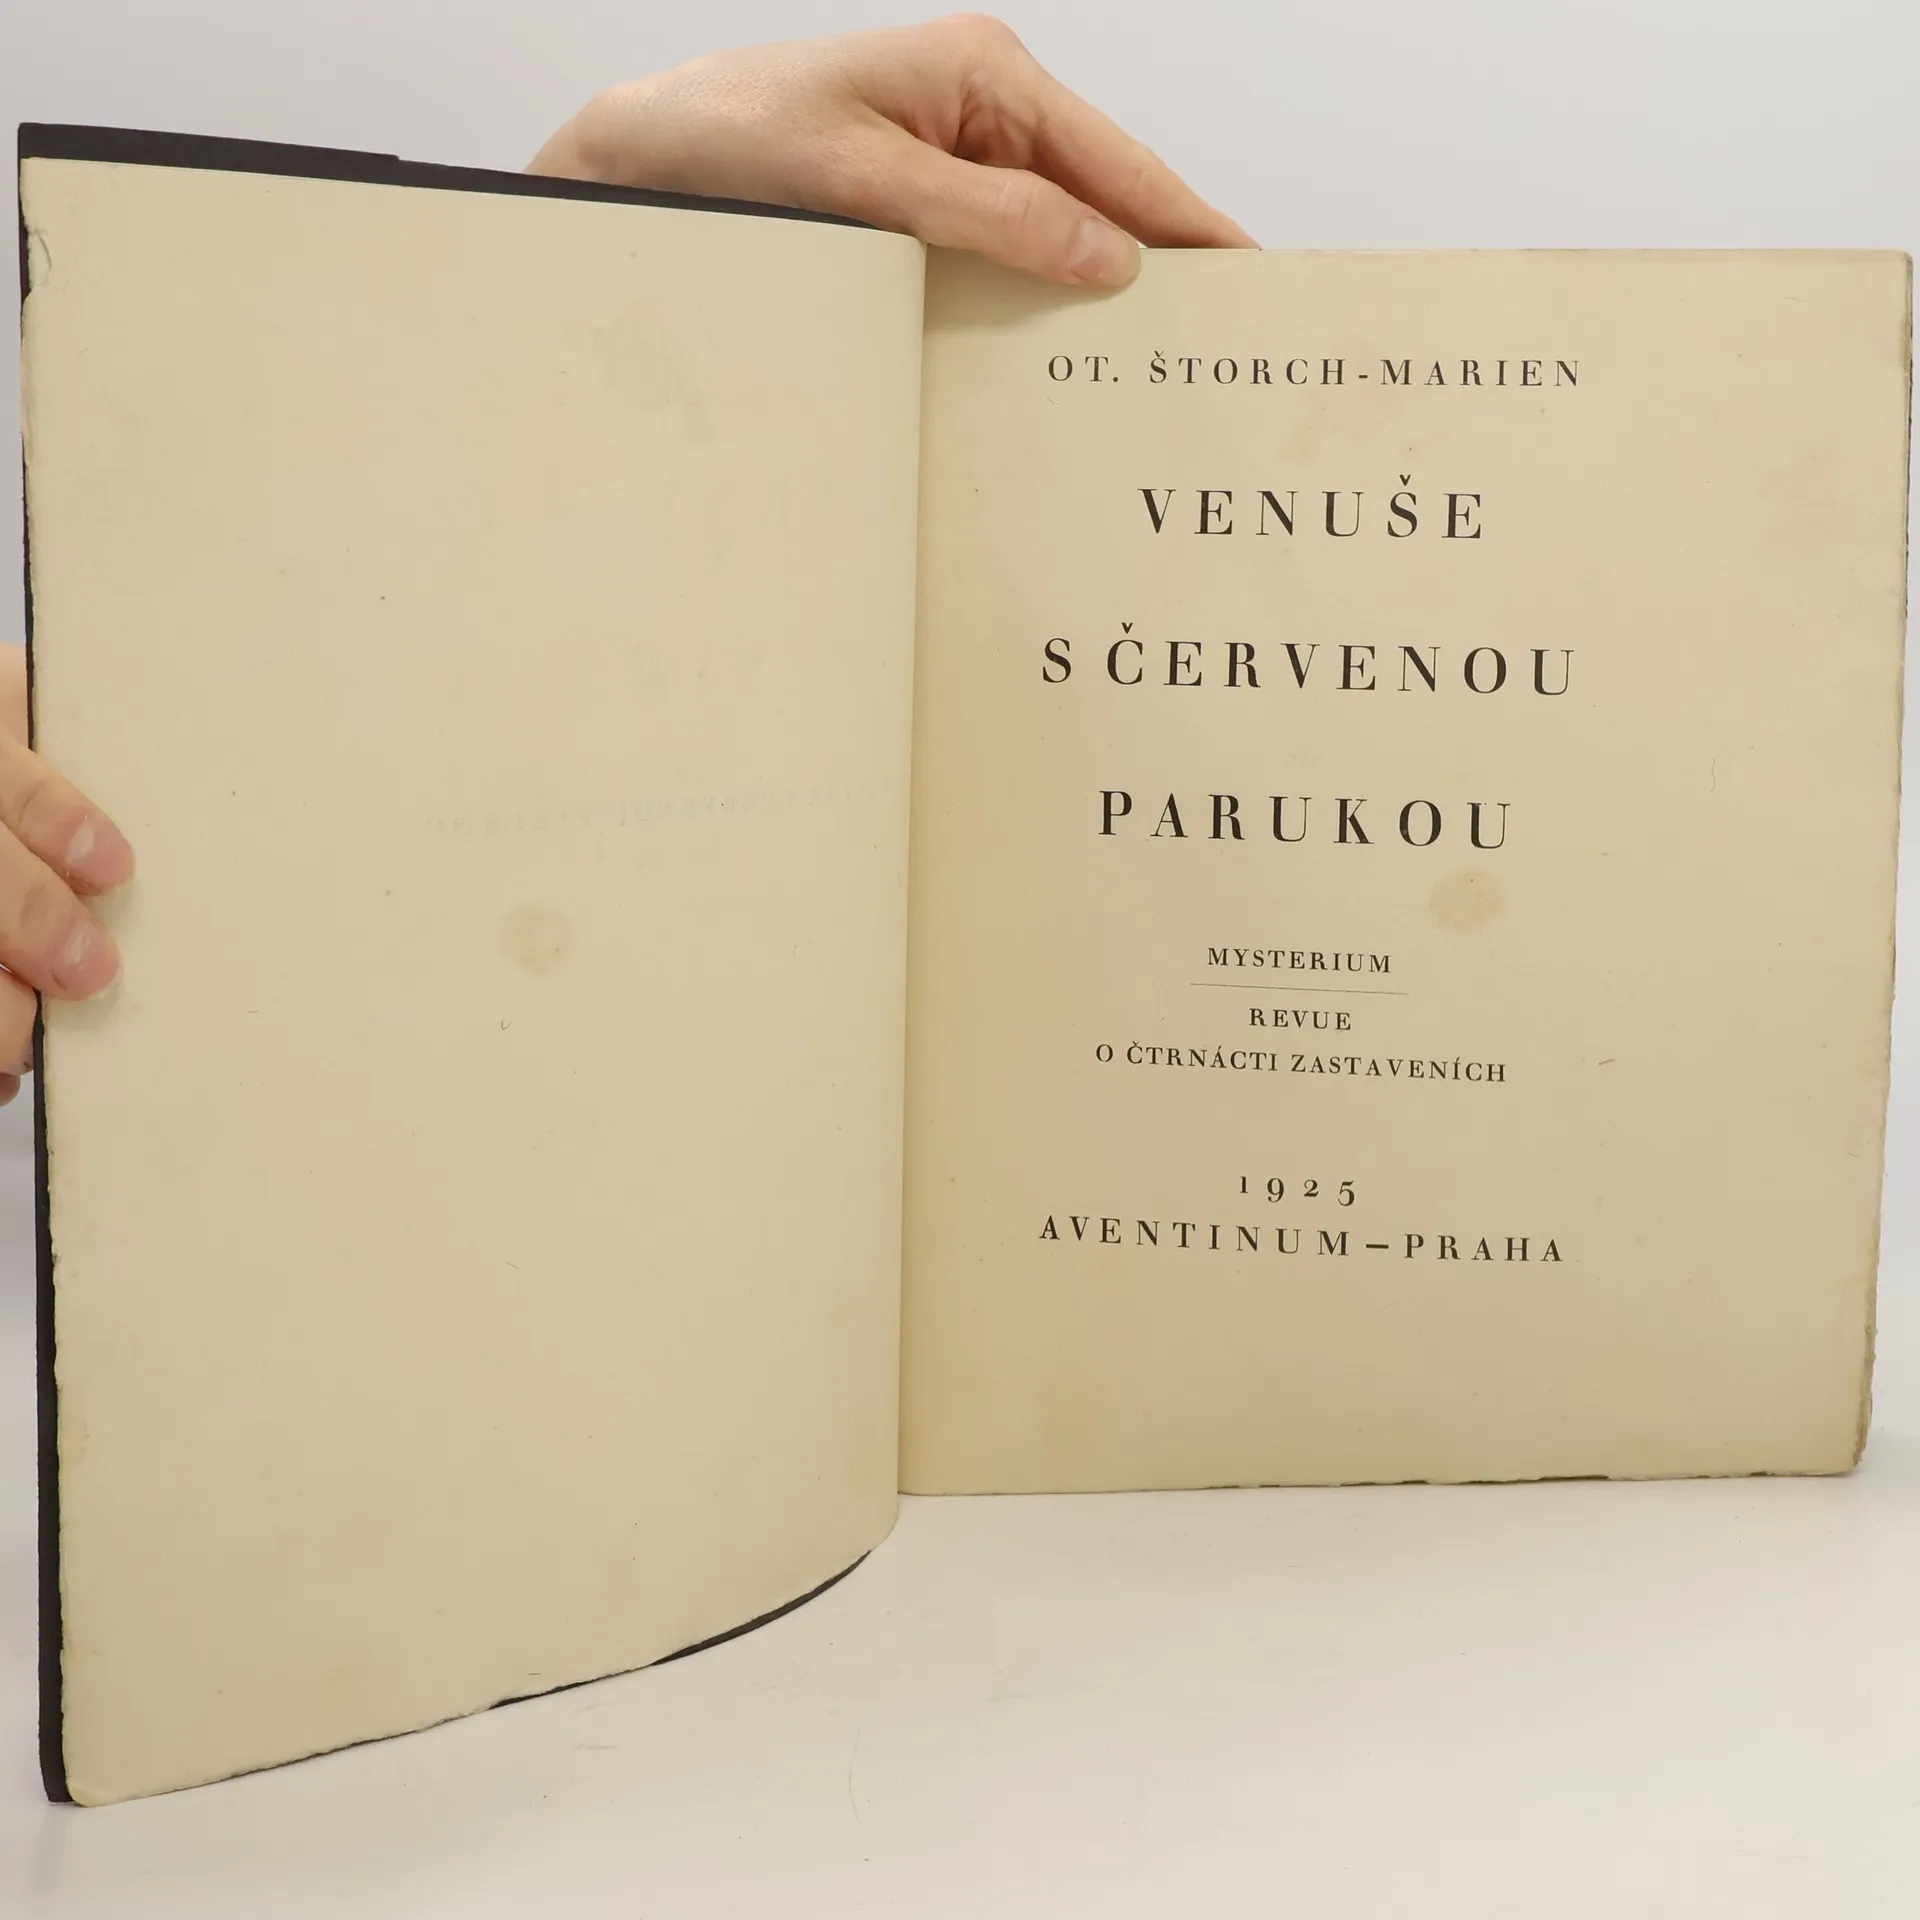 OT. ŠTORCH-MARIEN
VENUŠE
S ČERVENOU
PARUKOU
MYSTERIUM
REVUE
O ČTRNÁCTI ZASTAVENÍCH
1925
AVENTINUM – PRAHA